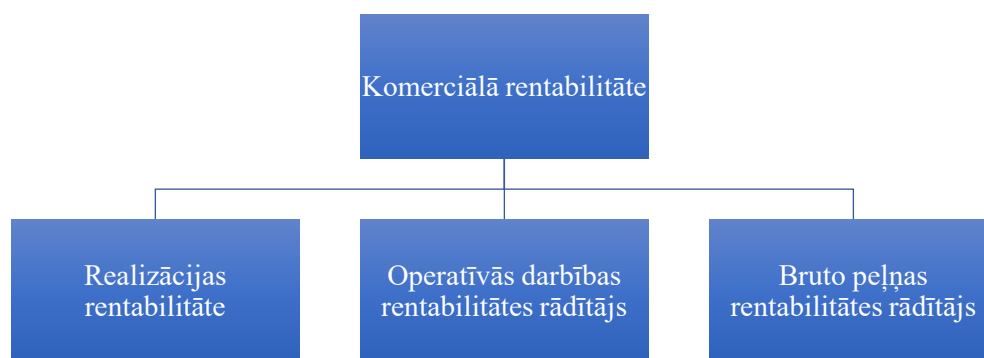 Komerciālā rentabilitāte
Realizācijas
rentabilitāte
Operatīvās darbības
rentabilitātes rādītājs
Bruto peļņas
rentabilitātes rādītājs